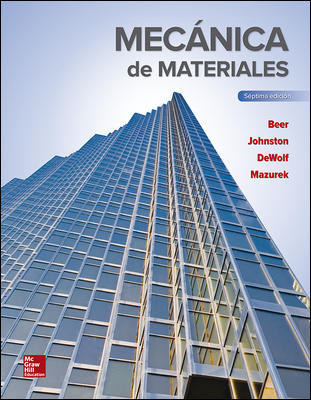 MECÁNICA
de MATERIALES
Séptima edición
Beer
Johnston
DeWolf
Mazurek
Mc
Graw
Hill
Education